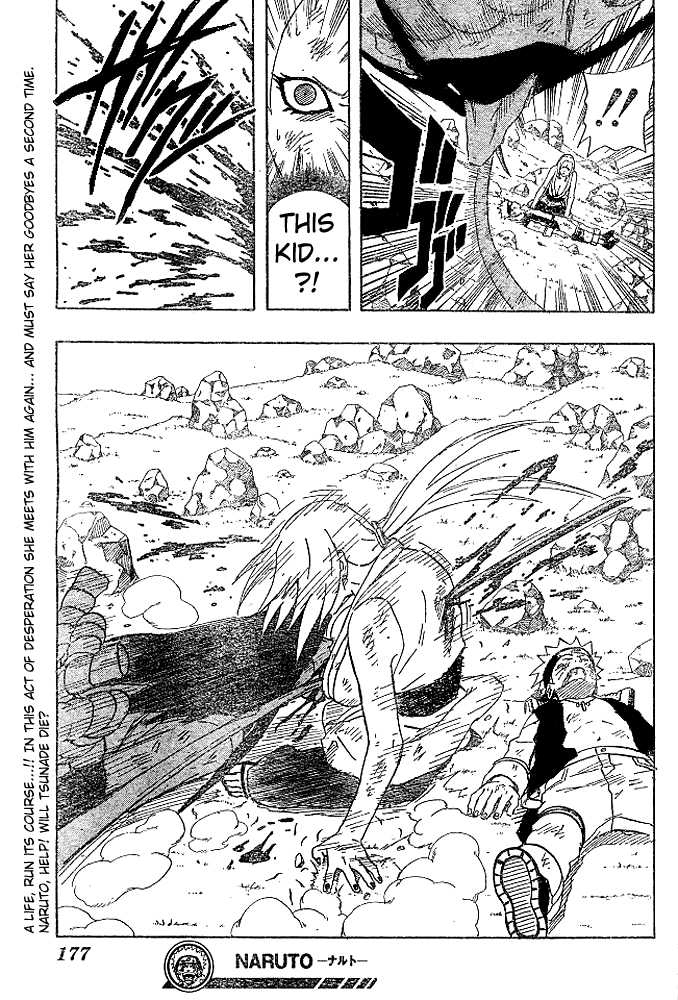 !!
THIS
KID...
?!
A LIFE, RUN ITS COURSE...!! IN THIS ACT OF DESPERATION SHE MEETS WITH HIM AGAIN... AND MUST SAY HER GOODBYES A SECOND TIME.
NARUTO, HELP! WILL TSUNADE DIE?
177
NARUTO —ナルト—